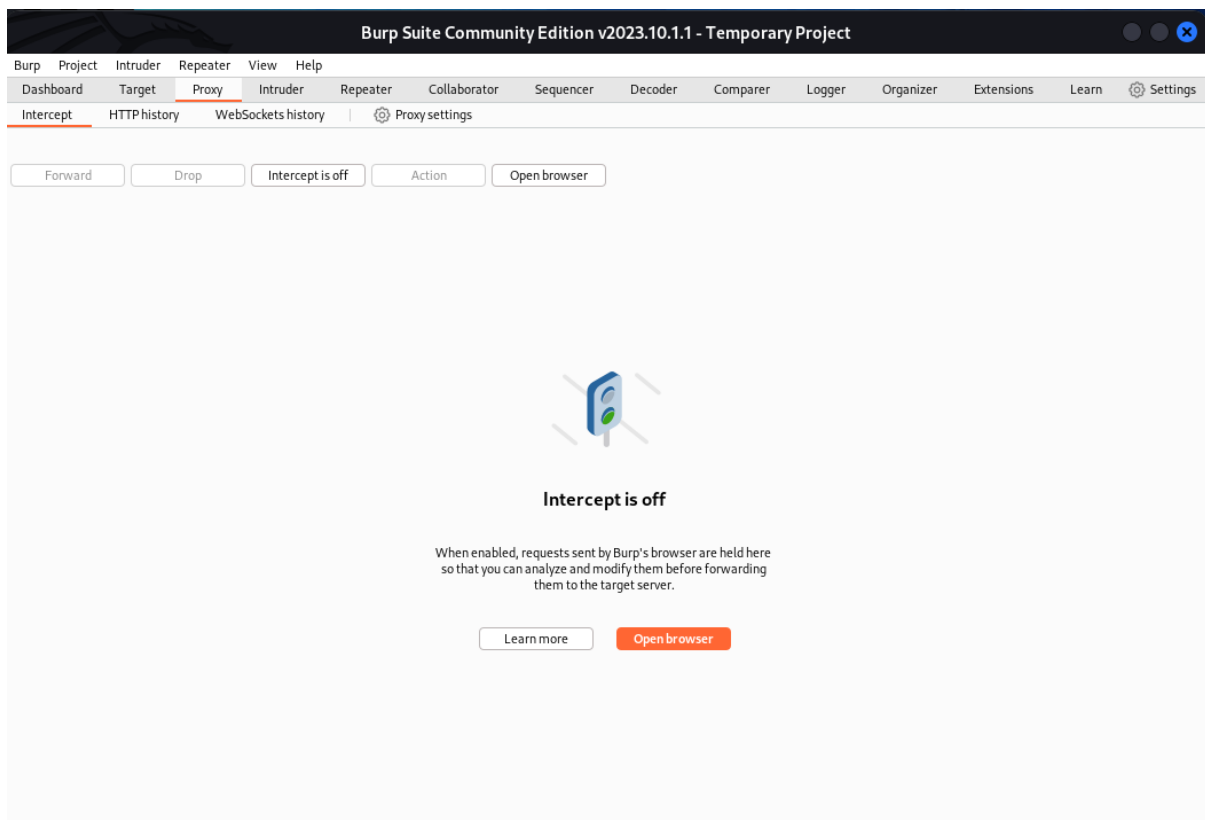 Burp Suite Community Edition v2023.10.1.1 - Temporary Project
Burp Project Intruder Repeater View Help
Dashboard Target Proxy Intruder Repeater Collaborator Sequencer Decoder Comparer Logger Organizer Extensions Learn Settings
Intercept HTTP history WebSockets history Proxy settings
Forward Drop Intercept is off Action Open browser
Intercept is off
When enabled, requests sent by Burp's browser are held here
so that you can analyze and modify them before forwarding
them to the target server.
Learn more Open browser